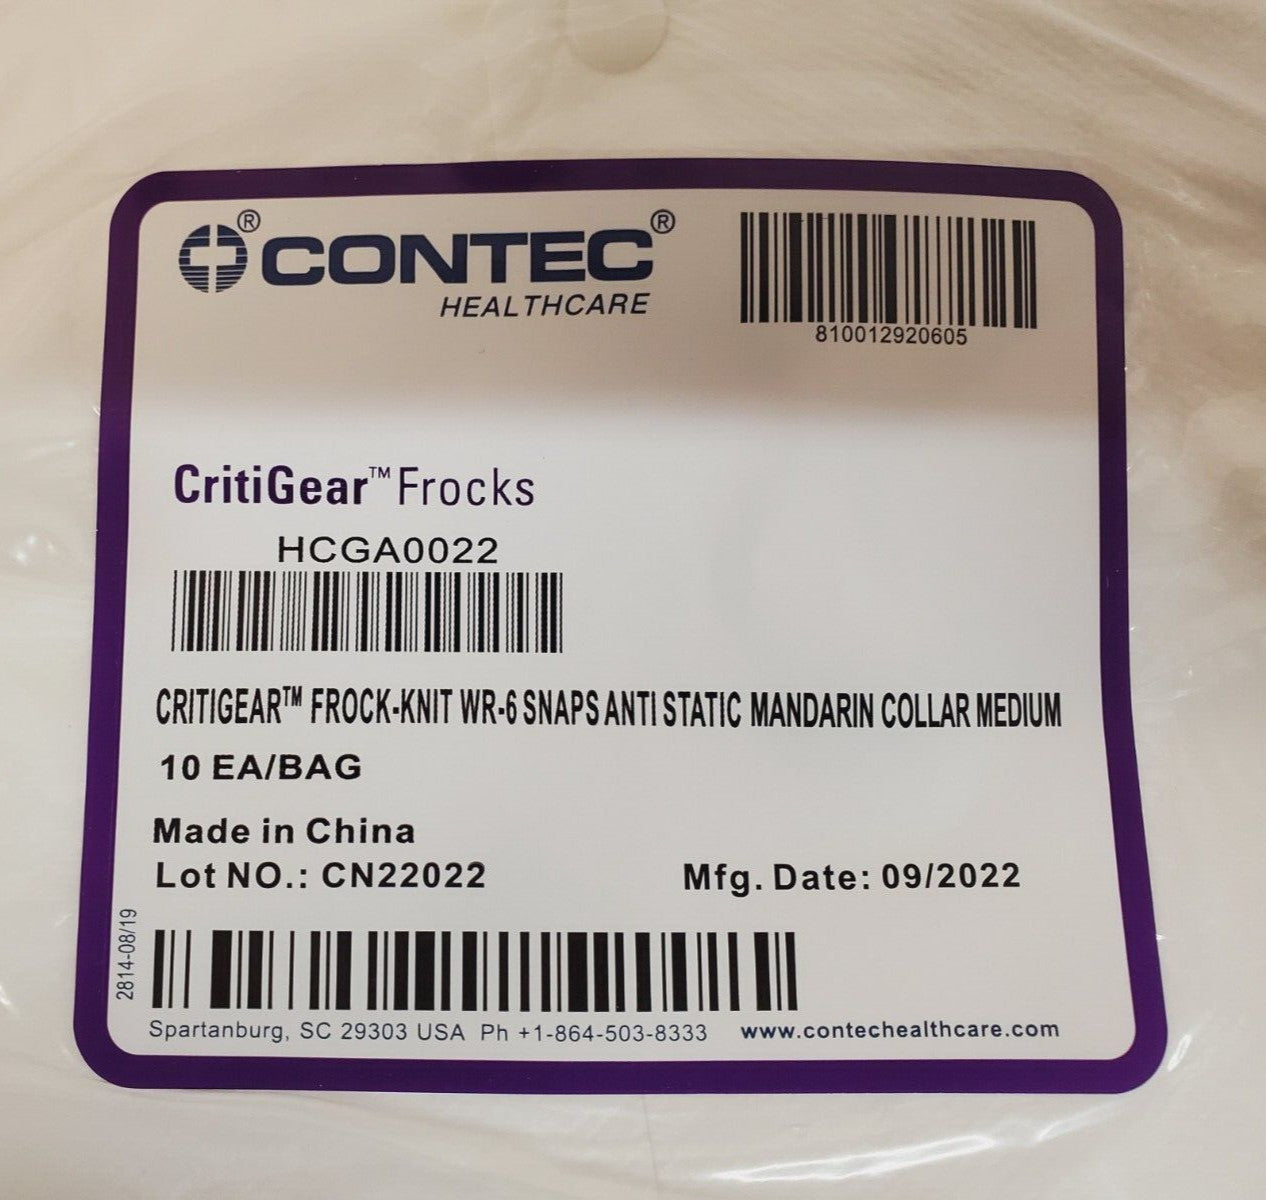 ® CONTEC®
HEALTHCARE
810012920605
CritiGear™ Frocks
HCGA0022
CRITIGEAR™ FROCK-KNIT WR-6 SNAPS ANTI STATIC MANDARIN COLLAR MEDIUM
10 EA/BAG
Made in China
Lot NO.: CN22022 Mfg. Date: 09/2022
2814-08/19
Spartanburg, SC 29303 USA Ph +1-864-503-8333 www.contechealthcare.com